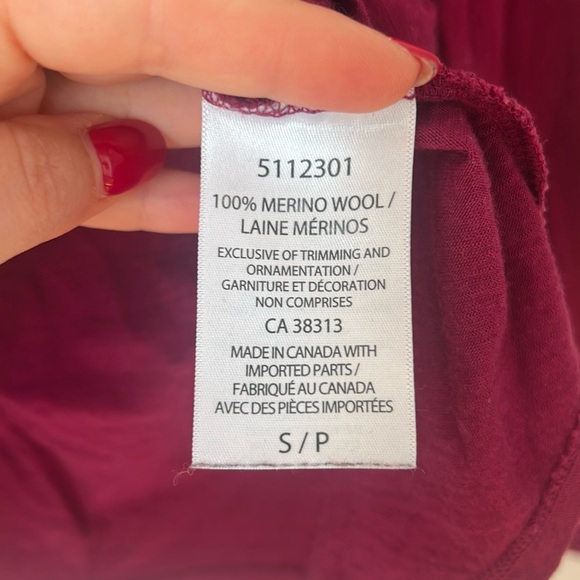 5112301
100% MERINO WOOL /
LAINE MÉRINOS
EXCLUSIVE OF TRIMMING AND
ORNAMENTATION /
GARNITURE ET DÉCORATION
NON COMPRISES
CA 38313
MADE IN CANADA WITH
IMPORTED PARTS /
FABRIQUÉ AU CANADA
AVEC DES PIÈCES IMPORTÉES
S / P